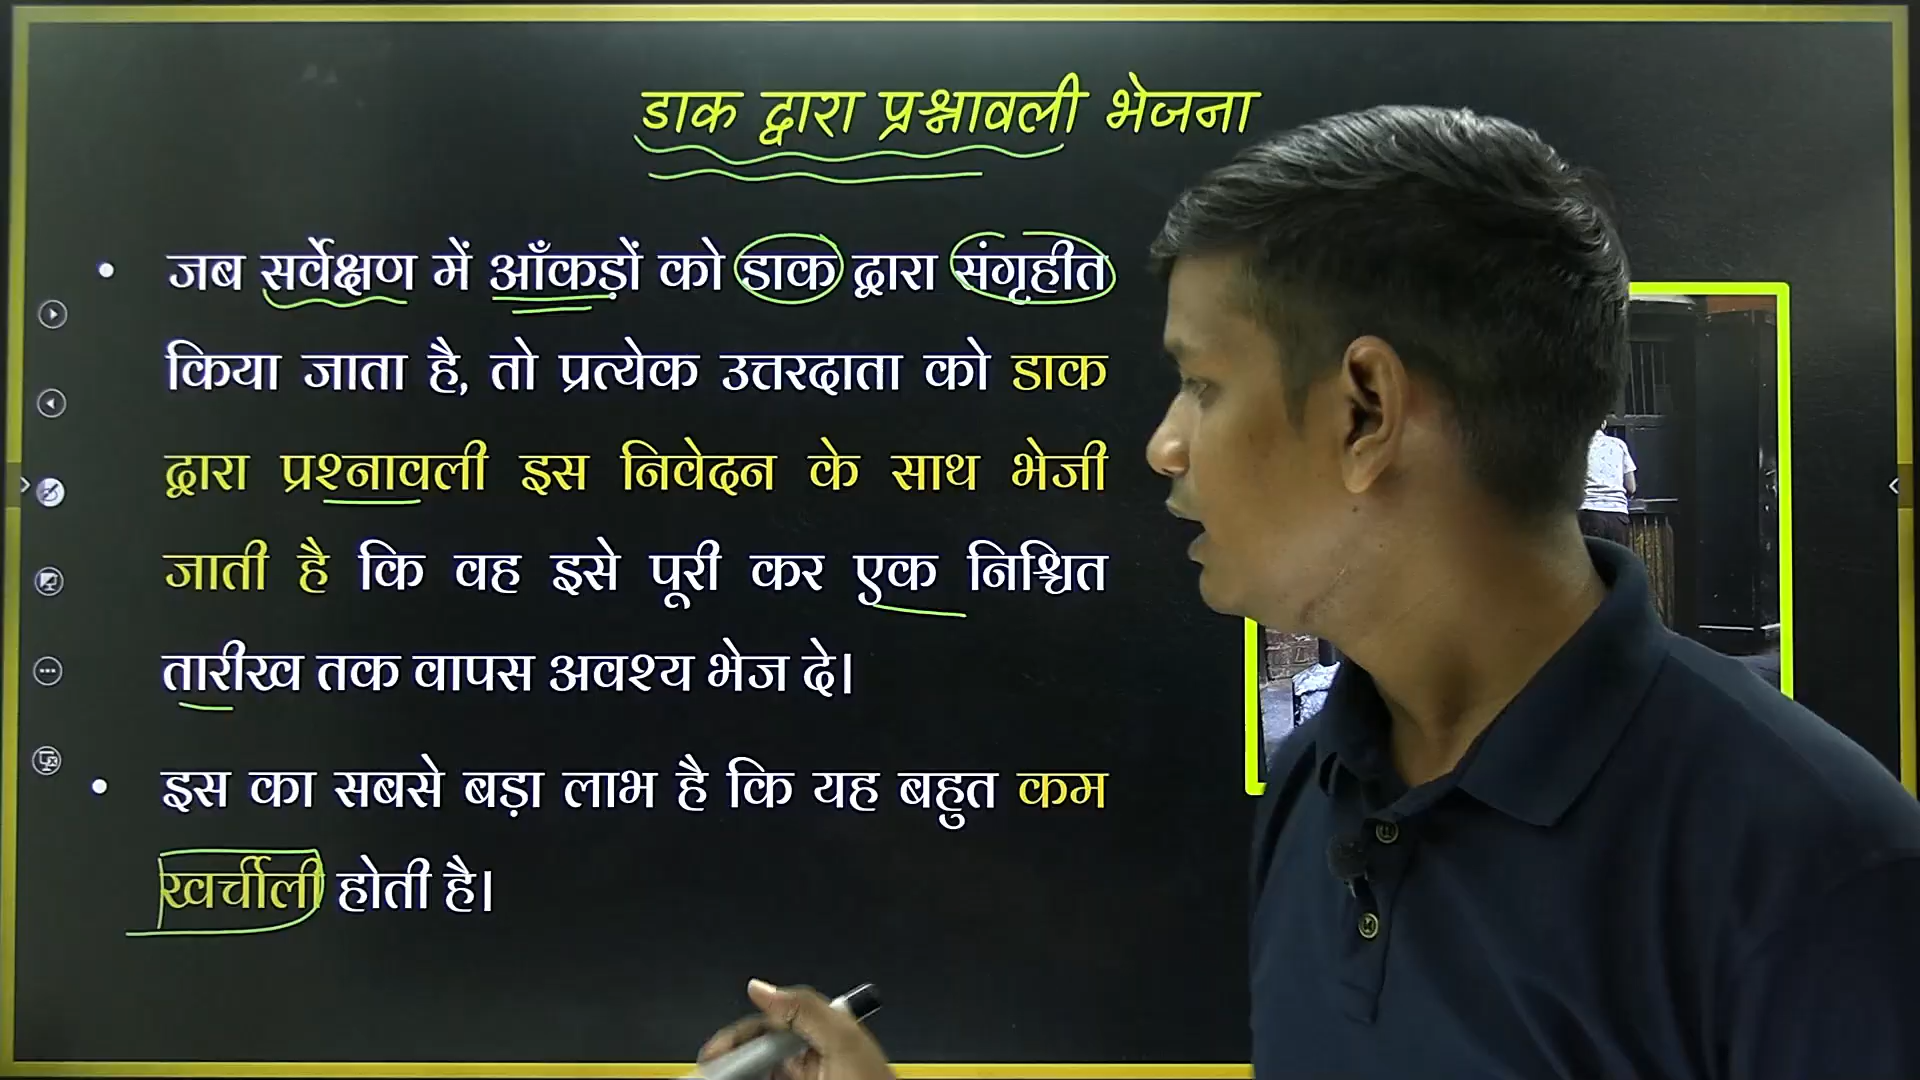 डाक द्वारा प्रश्नावली भेजना
• जब सर्वेक्षण में आँकड़ों को डाक द्वारा संगृहीत
किया जाता है, तो प्रत्येक उत्तरदाता को डाक
द्वारा प्रश्नावली इस निवेदन के साथ भेजी
जाती है कि वह इसे पूरी कर एक निश्चित
तारीख तक वापस अवश्य भेज दे।
• इस का सबसे बड़ा लाभ है कि यह बहुत कम
खर्चीली होती है।